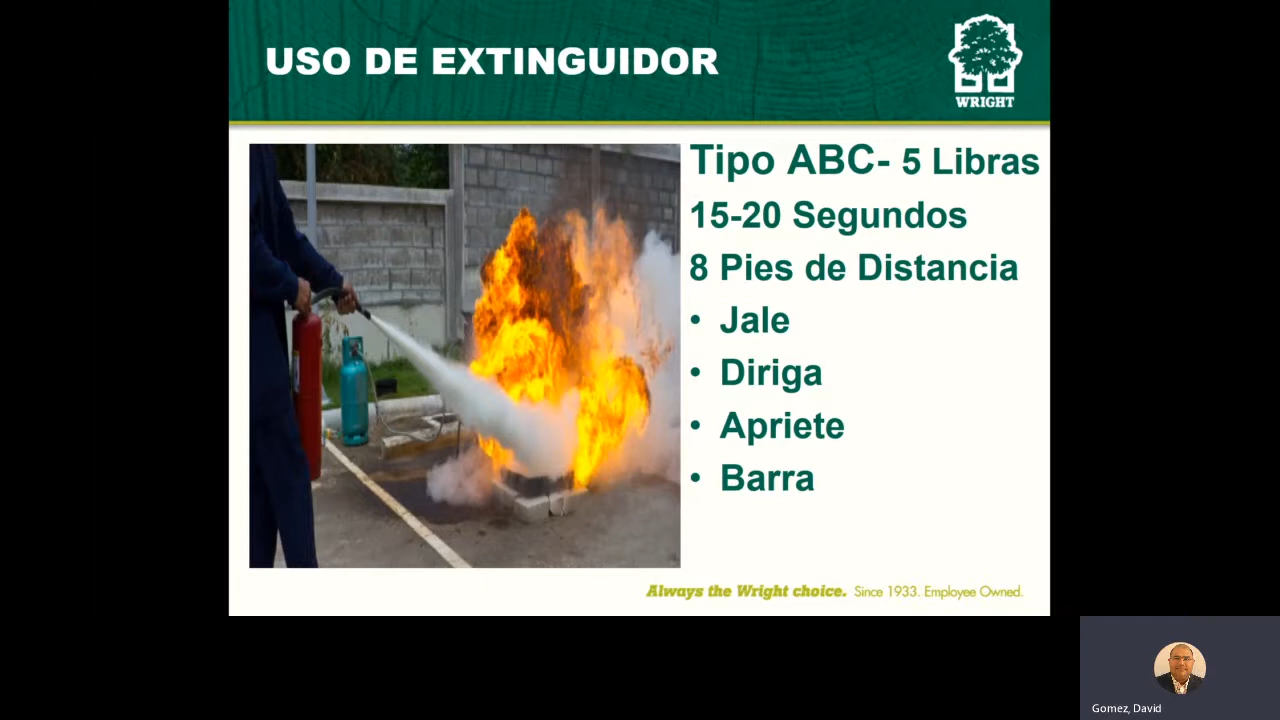 USO DE EXTINGUIDOR
WRIGHT
Tipo ABC- 5 Libras
15-20 Segundos
8 Pies de Distancia
• Jale
• Diriga
• Apriete
• Barra
Always the Wright choice. Since 1933. Employee Owned.
Gomez, David